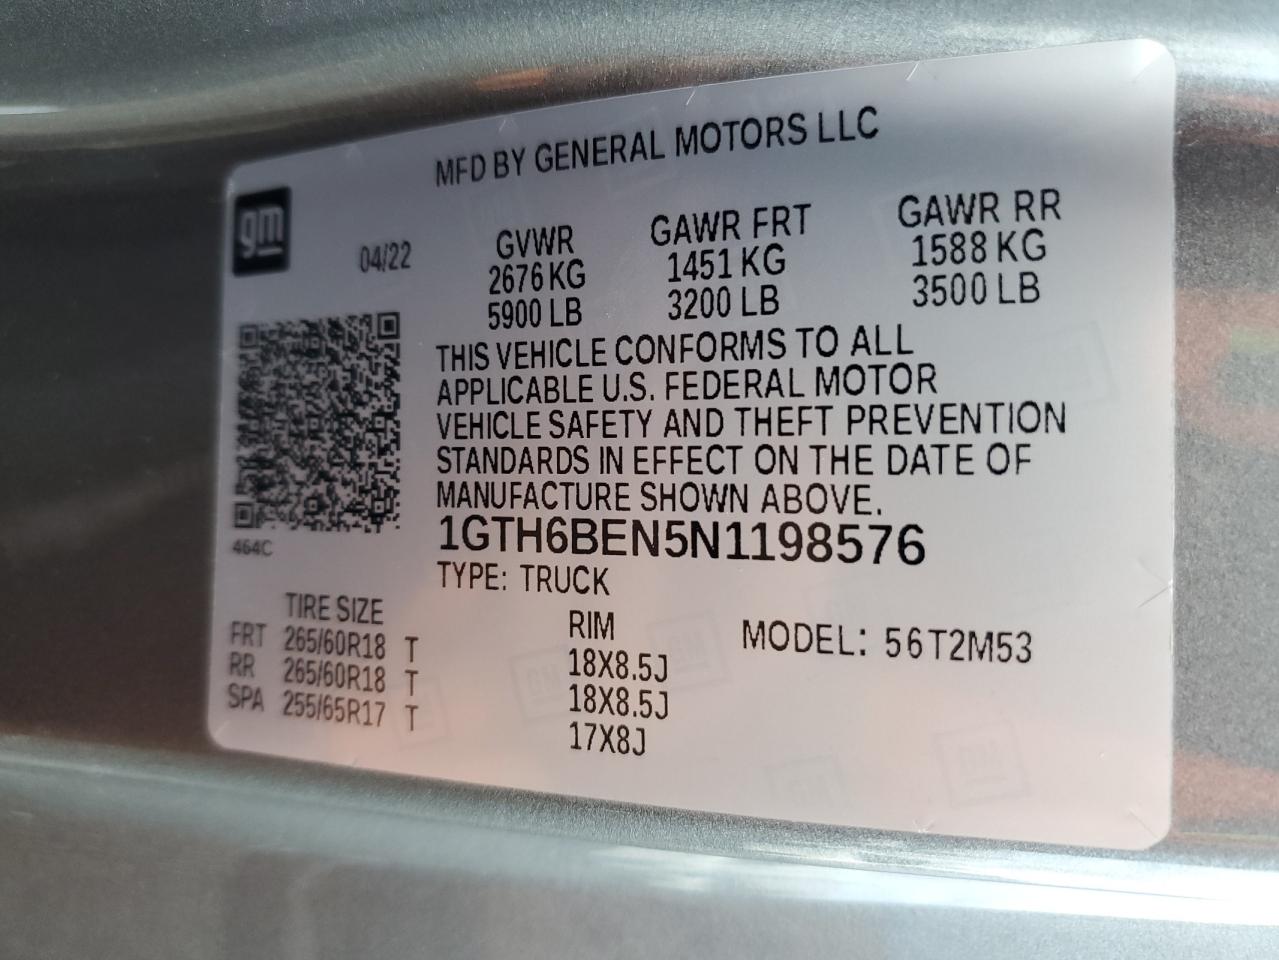 MFD BY GENERAL MOTORS LLC
gm
04/22
GVWR GAWR FRT GAWR RR
2676 KG 1451 KG 1588 KG
5900 LB 3200 LB 3500 LB
THIS VEHICLE CONFORMS TO ALL
APPLICABLE U.S. FEDERAL MOTOR
VEHICLE SAFETY AND THEFT PREVENTION
STANDARDS IN EFFECT ON THE DATE OF
MANUFACTURE SHOWN ABOVE.
1GTH6BEN5N1198576
464C
TYPE: TRUCK
TIRE SIZE RIM MODEL: 56T2M53
FRT 265/60R18 T 18X8.5J
RR 265/60R18 T 18X8.5J
SPA 255/65R17 T 17X8J